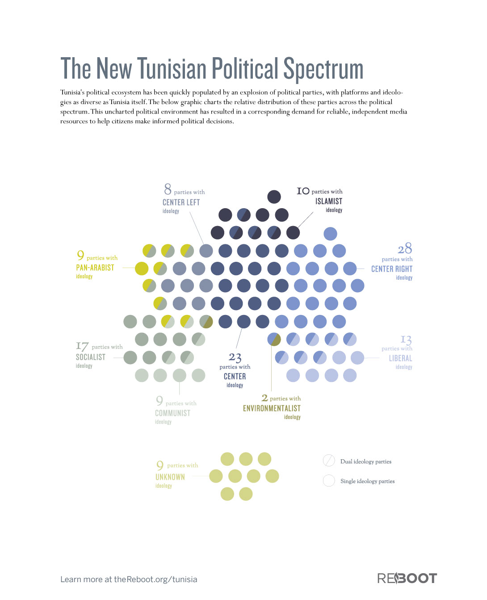 The New Tunisian Political Spectrum
Tunisia's political ecosystem has been quickly populated by an explosion of political parties, with platforms and ideolo-
gies as diverse as Tunisia itself. The below graphic charts the relative distribution of these parties across the political
spectrum. This uncharted political environment has resulted in a corresponding demand for reliable, independent media
resources to help citizens make informed political decisions.
8 parties with
CENTER LEFT
ideology
10 parties with
ISLAMIST
ideology
9 parties with
PAN-ARABIST
ideology
28
parties with
CENTER RIGHT
ideology
17 parties with
SOCIALIST
ideology
13
parties with
LIBERAL
ideology
23
parties with
CENTER
ideology
9 parties with
COMMUNIST
ideology
2 parties with
ENVIRONMENTALIST
ideology
9 parties with
UNKNOWN
ideology
Dual ideology parties
Single ideology parties
Learn more at theReboot.org/tunisia
REBOOT